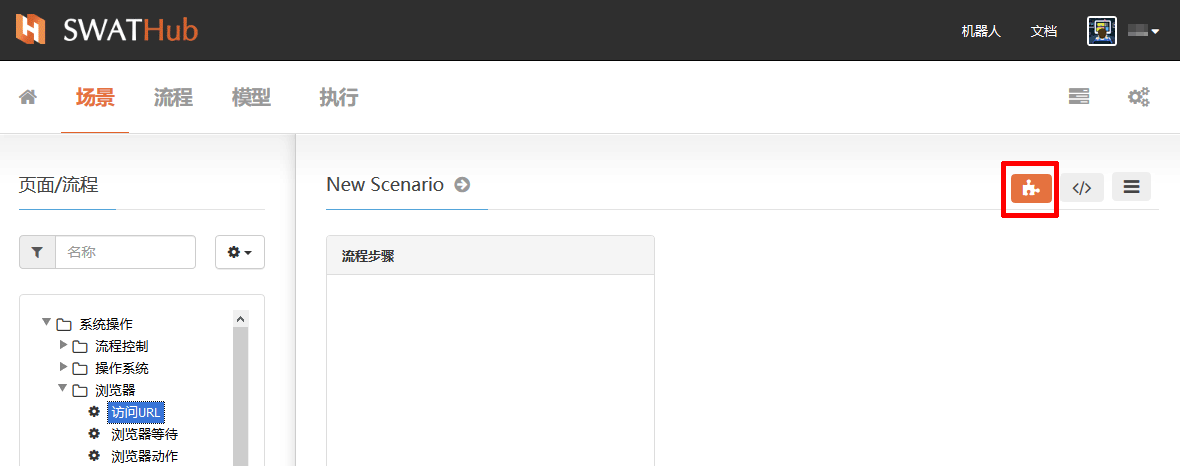 SWATHub
机器人 文档
场景 流程 模型 执行
页面/流程
New Scenario
</>
名称
流程步骤
系统操作
流程控制
操作系统
浏览器
访问URL
浏览器等待
浏览器动作